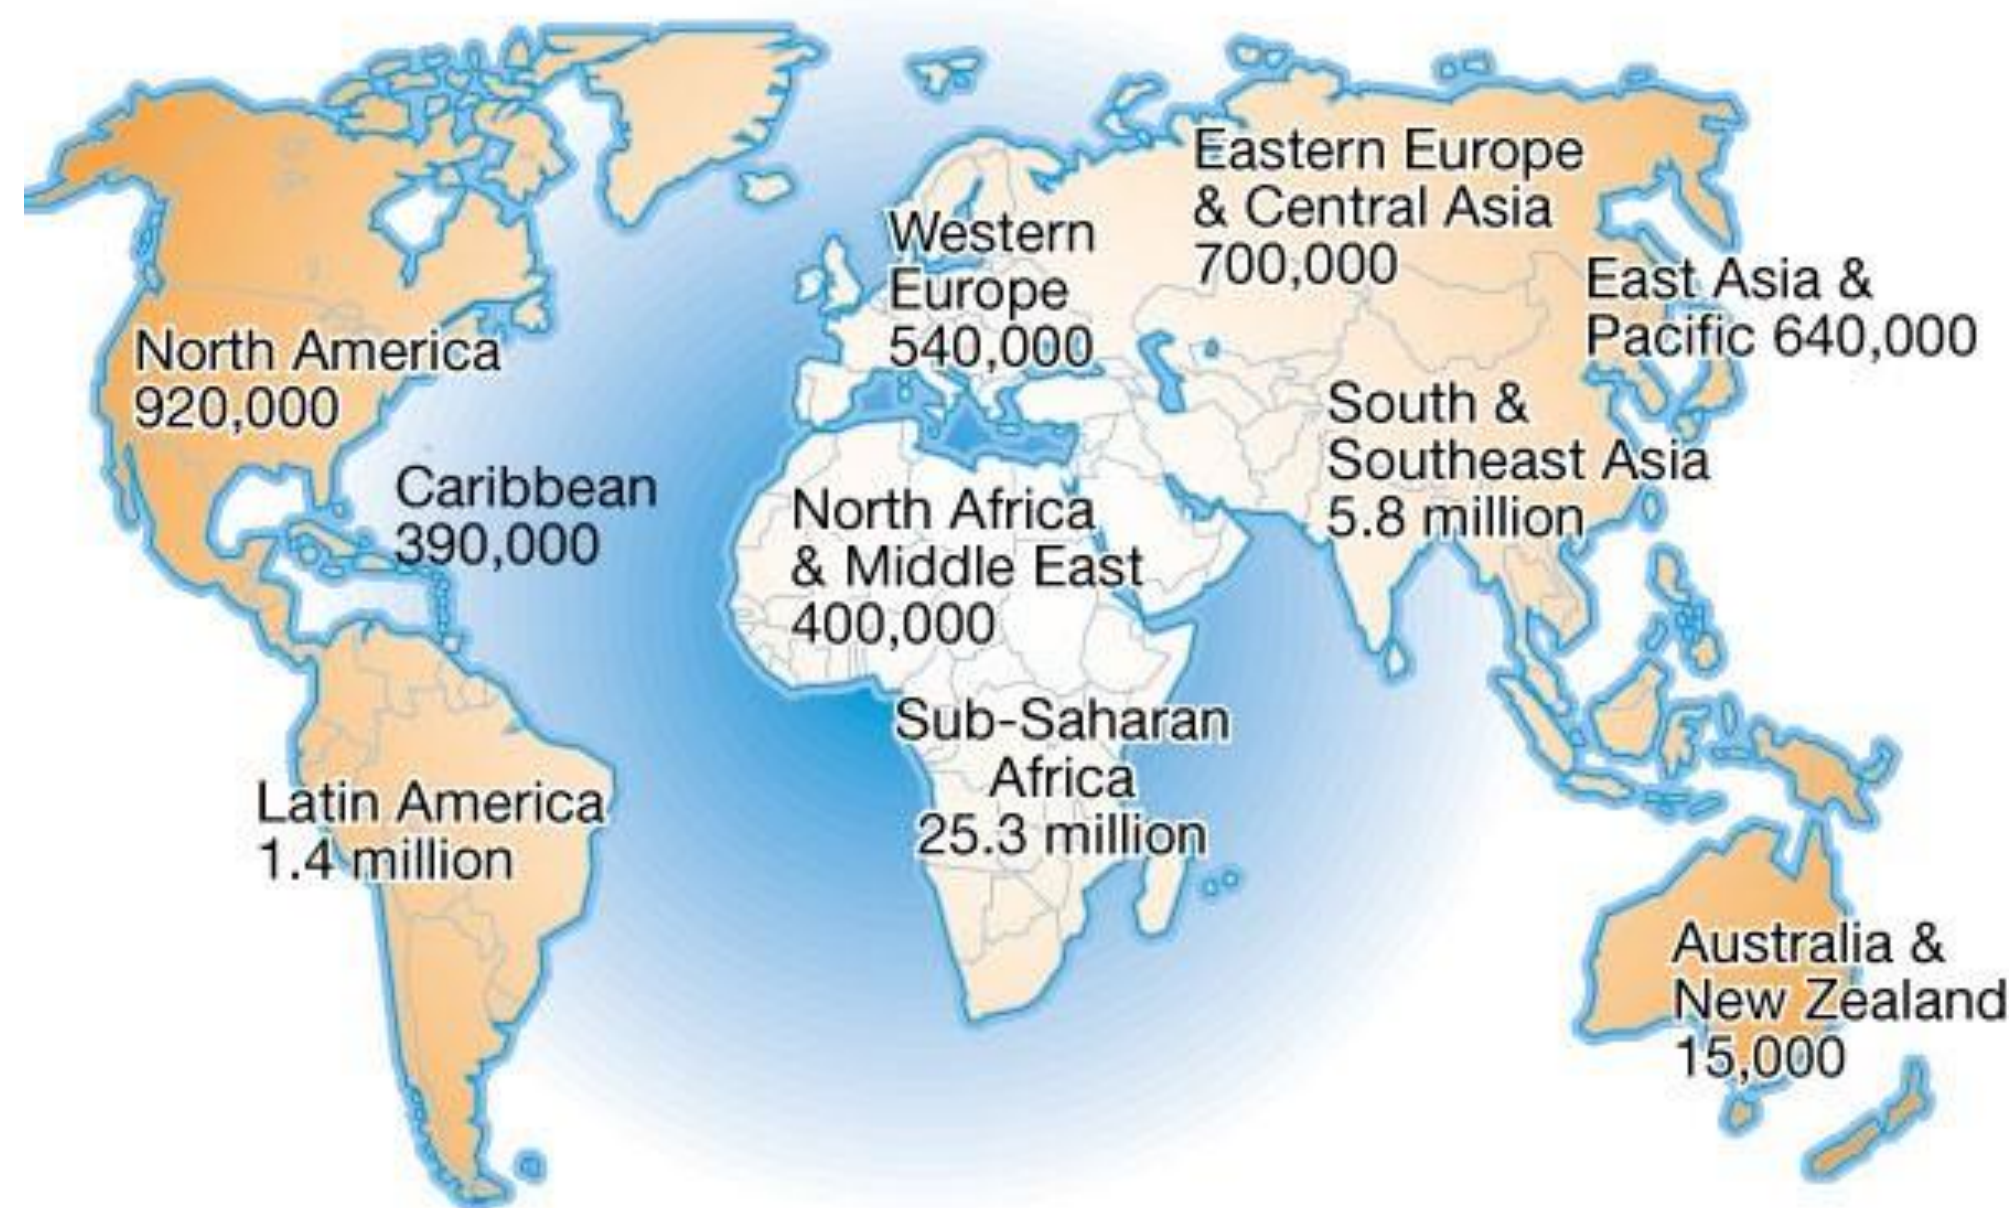 Eastern Europe
& Central Asia
700,000
Western
Europe
540,000
East Asia &
Pacific 640,000
North America
920,000
South &
Southeast Asia
5.8 million
Caribbean
390,000
North Africa
& Middle East
400,000
Sub-Saharan
Africa
25.3 million
Latin America
1.4 million
Australia &
New Zealand
15,000